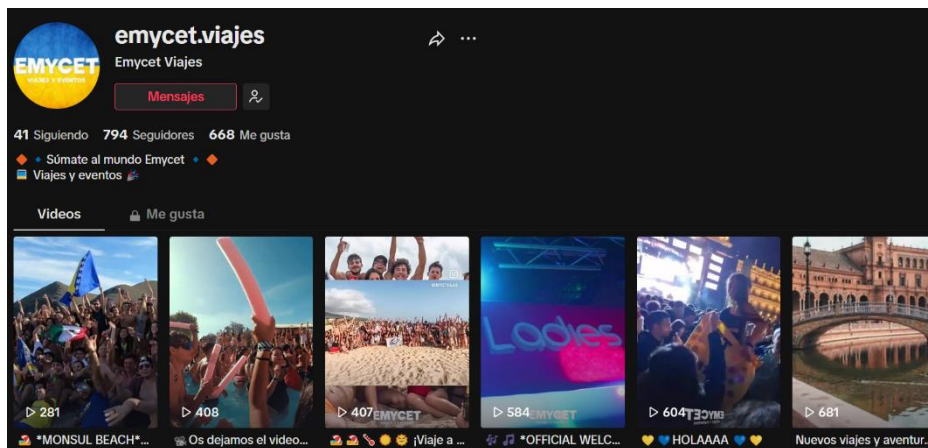 emycet.viajes
Emycet Viajes
EMYCET
VIAJES Y EVENTOS
Mensajes
41 Siguiendo 794 Seguidores 668 Me gusta
Súmate al mundo Emycet
Viajes y eventos
Videos Me gusta
Ladies
281 408 407 EMYCET 584 EMYCET 604 EMYCET 681
*MONSUL BEACH*... Os dejamos el video... ¡Viaje a ... *OFFICIAL WELC... HOLAAAA Nuevos viajes y aventur...